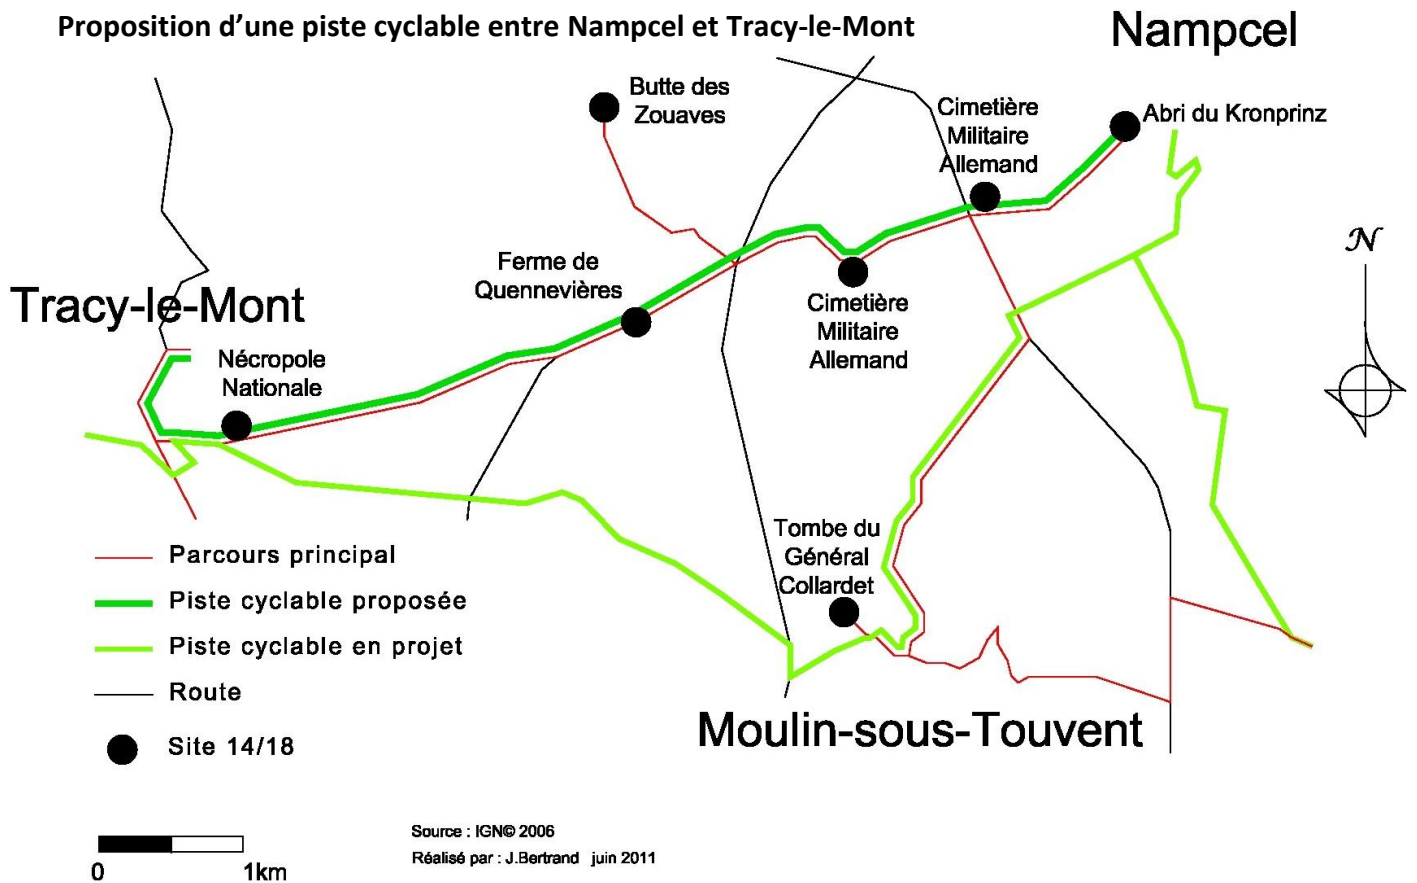 Proposition d’une piste cyclable entre Nampcel et Tracy-le-Mont
Nampcel
Butte des
Zouaves
Cimetière
Militaire
Allemand
Abri du Kronprinz
N
Ferme de
Quennevières
Cimetière
Militaire
Allemand
Tracy-le-Mont
Nécropole
Nationale
Tombe du
Général
Collardet
Moulin-sous-Touvent
Parcours principal
Piste cyclable proposée
Piste cyclable en projet
Route
Site 14/18
0
1km
Source : IGN© 2006
Réalisé par : J.Bertrand juin 2011